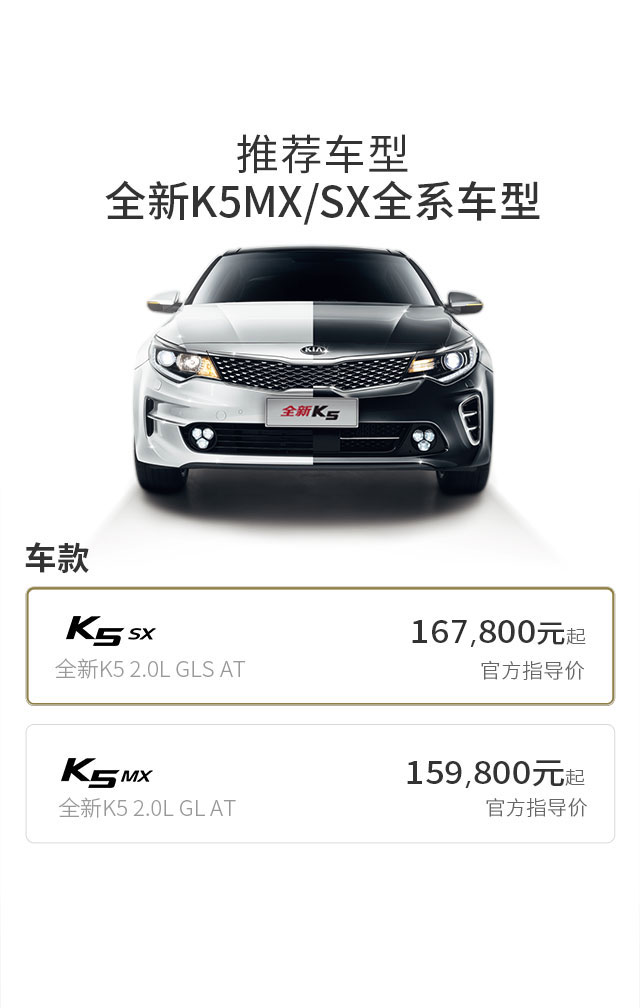 推荐车型
全新K5MX/SX全系车型
KIA
全新K5
车款
K5 SX
167,800元起
全新K5 2.0L GLS AT
官方指导价
K5 MX
159,800元起
全新K5 2.0L GL AT
官方指导价